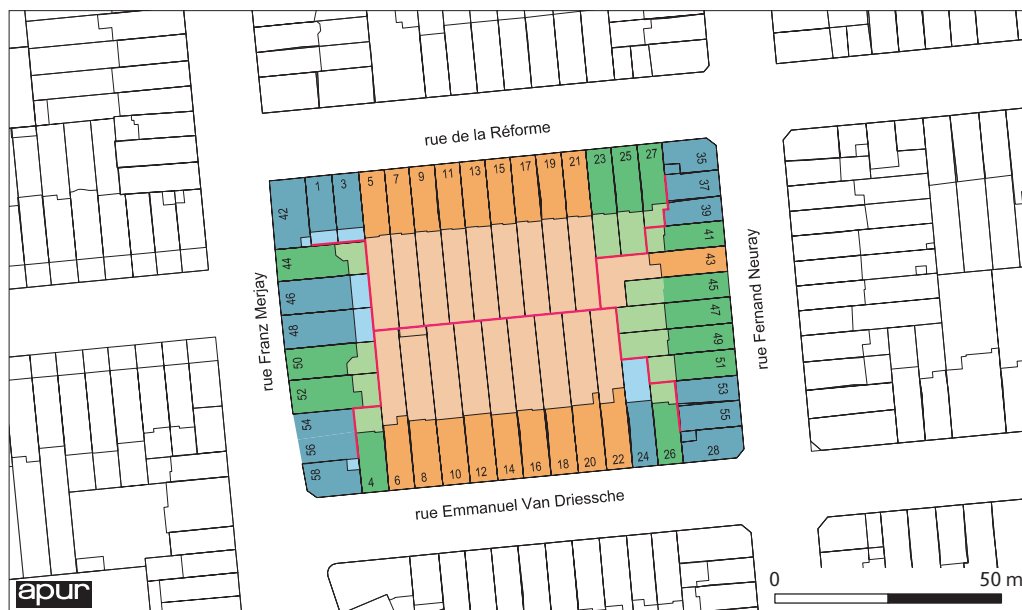 rue de la Réforme
1 3 5 7 9 11 13 15 17 19 21 23 25 27 35
37
39
41
43
45
47
49
51
53
55
28
42
44
46
48
50
52
54
56
58
4 6 8 10 12 14 16 18 20 22 24 26
rue Franz Merjay
rue Fernand Neuray
rue Emmanuel Van Driessche
apur
0 50 m